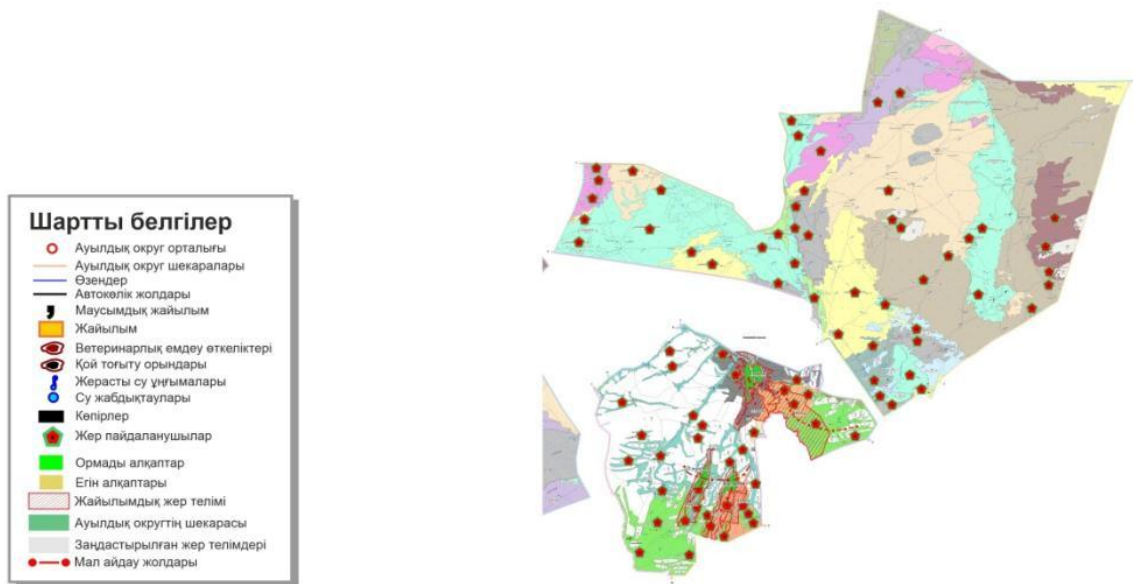 Шартты белгілер
Ауылдық округ орталығы
Ауылдық округ шекаралары
Өзендер
Автокөлік жолдары
Маусымдық жайылым
Жайылым
Ветеринарлық емдеу өткеліктері
Қой тоғыту орындары
Жерасты су ұңғымалары
Су жабдықтаулары
Көпірлер
Жер пайдаланушылар
Ормады алқаптар
Егін алқаптары
Жайылымдық жер телімі
Ауылдық округтің шекарасы
Заңдастырылған жер телімдері
Мал айдау жолдары